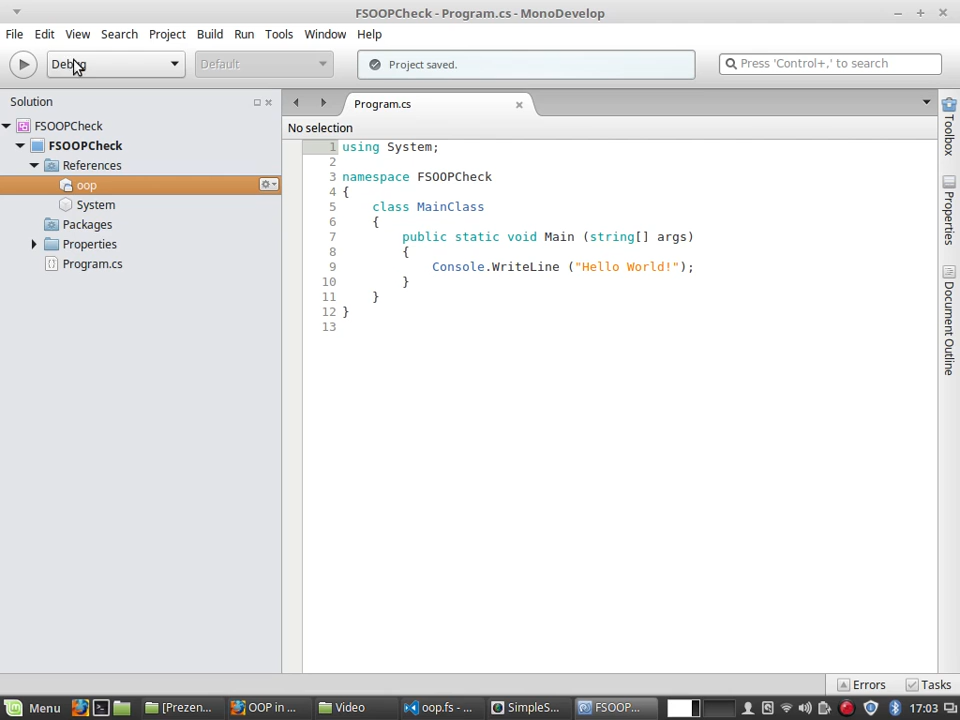 FSOOPCheck - Program.cs - MonoDevelop
File Edit View Search Project Build Run Tools Window Help
Default
Project saved.
Press 'Control+,' to search
Solution
FSOOPCheck
FSOOPCheck
References
oop
System
Packages
Properties
Program.cs
Program.cs
No selection
1 using System;
2
3 namespace FSOOPCheck
4 {
5 class MainClass
6 {
7 public static void Main (string[] args)
8 {
9 Console.WriteLine ("Hello World!");
10 }
11 }
12 }
13
Toolbox
Properties
Document Outline
Errors Tasks
Menu [Prezen... OOP in ... Video oop.fs - ... SimpleS... FSOOP... 17:03